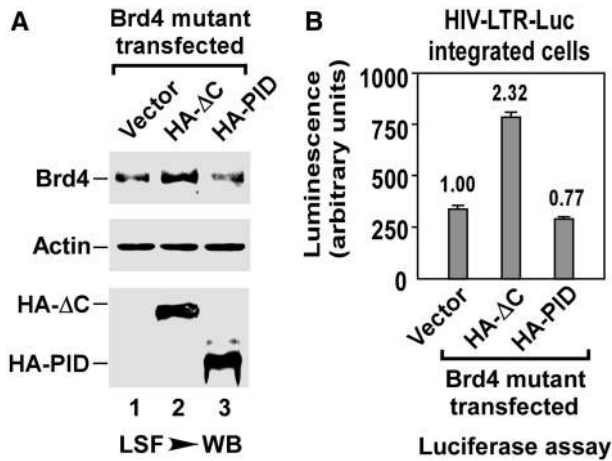 A
Brd4 mutant
transfected
Vector
HA-ΔC
HA-PID
Brd4
Actin
HA-ΔC
HA-PID
1 2 3
LSF ➤ WB
B
HIV-LTR-Luc
integrated cells
Luminescence
(arbitrary units)
1000
750
500
250
0
1.00
2.32
0.77
Vector
HA-ΔC
HA-PID
Brd4 mutant
transfected
Luciferase assay